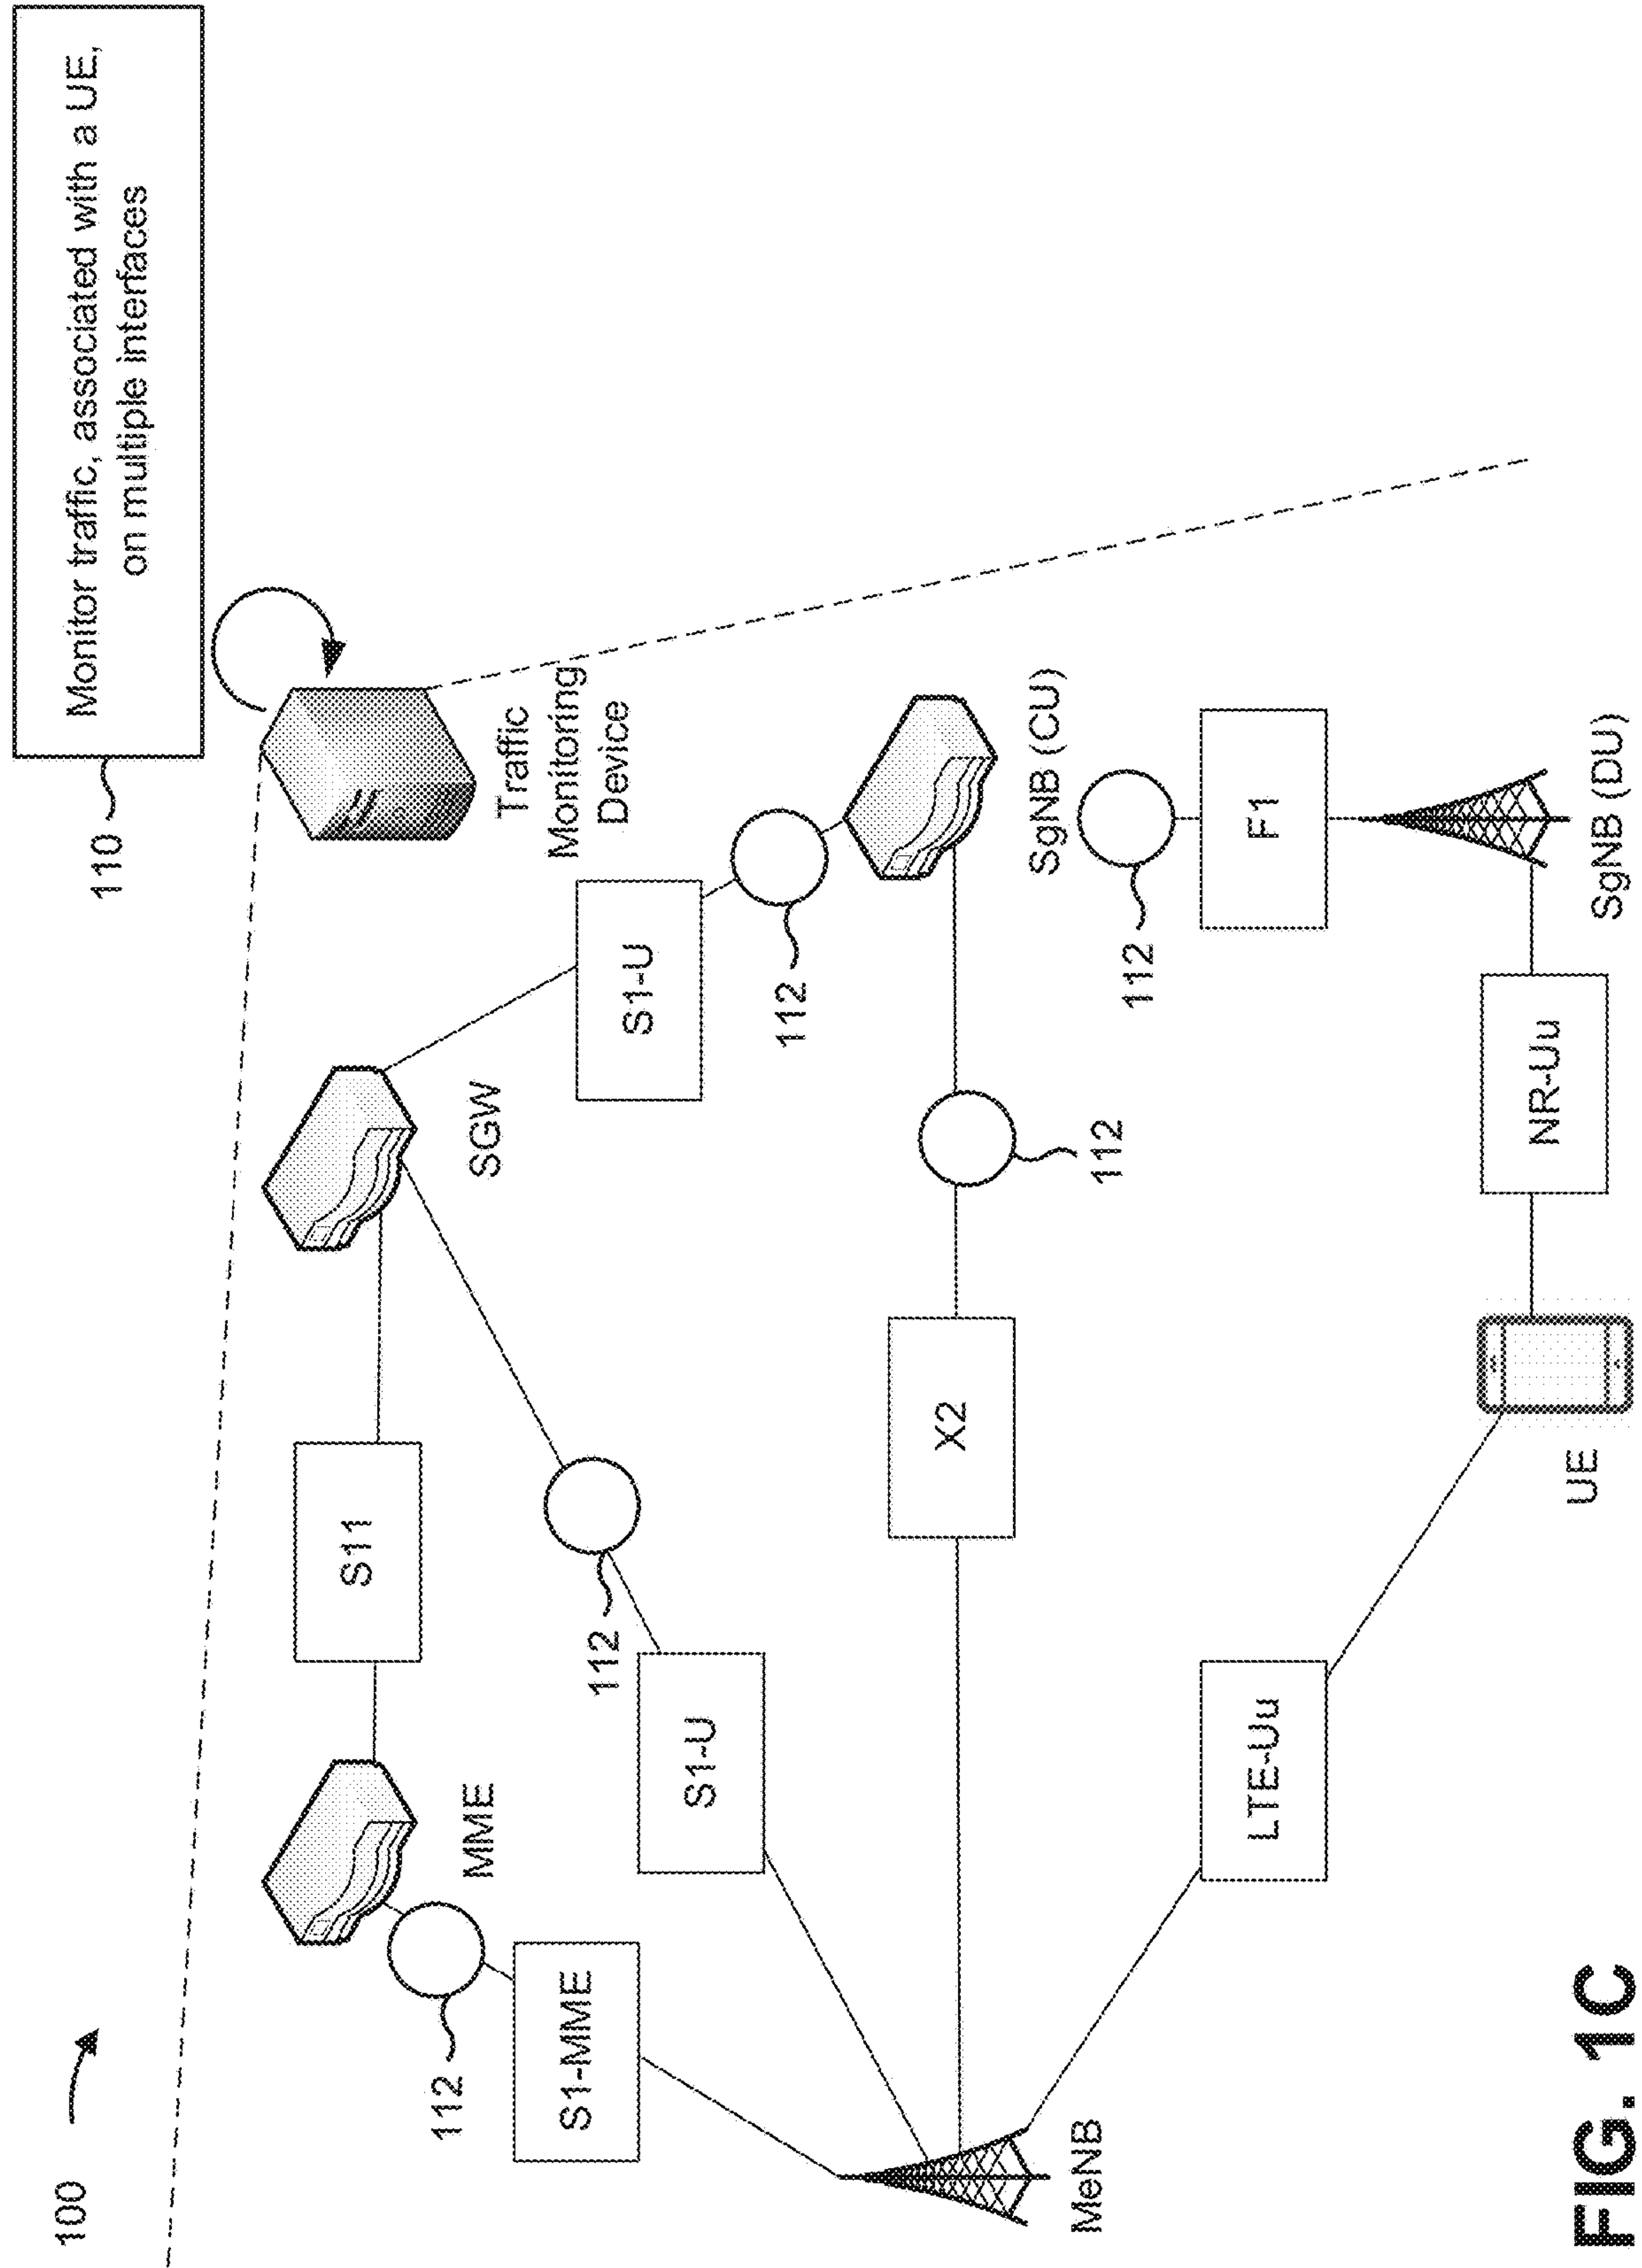 100
110
Monitor traffic, associated with a UE,
on multiple interfaces
Traffic
Monitoring
Device
MME
S11
SGW
112
S1-MME
112
S1-U
S1-U
112
MeNB
X2
112
SgNB (CU)
112
F1
LTE-Uu
UE
NR-Uu
SgNB (DU)
FIG. 1C